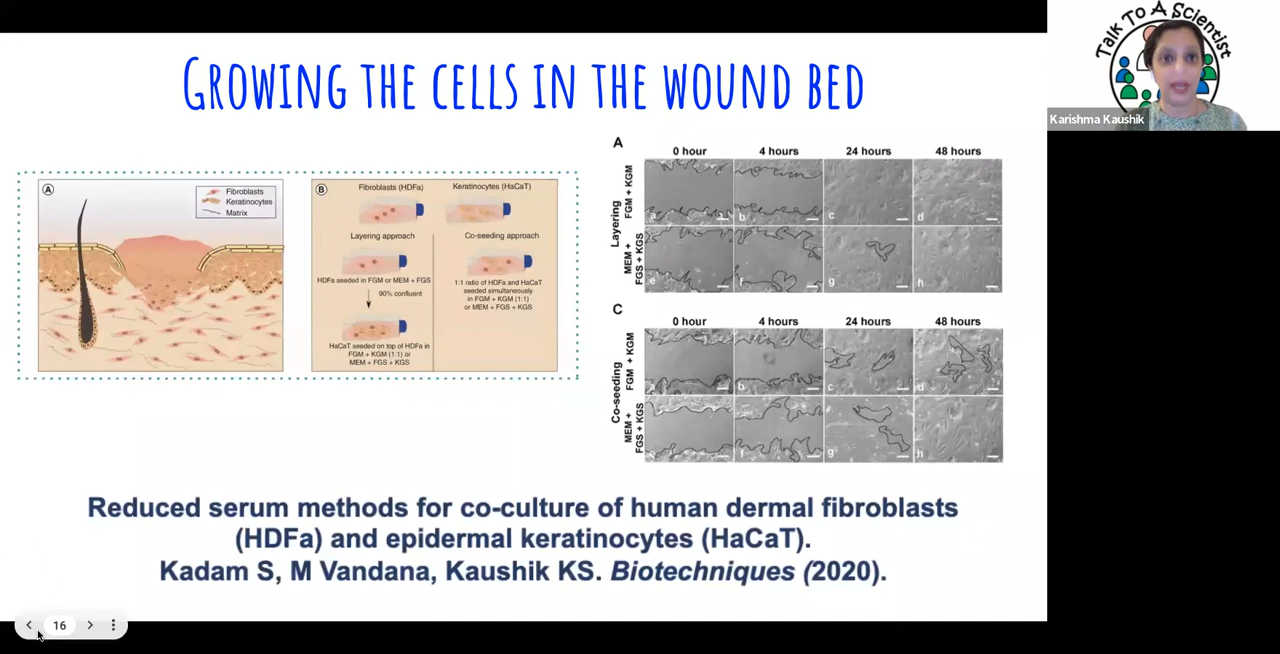 GROWING THE CELLS IN THE WOUND BED
Talk To A Scientist
Karishma Kaushik
A
Fibroblasts
Keratinocytes
Matrix
B
Fibroblasts (HDFa)
Keratinocytes (HaCaT)
Layering approach
Co-seeding approach
HDFa seeded in FGM or MEM + FGS
90% confluent
HaCaT seeded on top of HDFa in
FGM + KGM (1:1) or
MEM + FGS + KGS
1:1 ratio of HDFa and HaCaT
seeded simultaneously
in FGM + KGM (1:1)
or MEM + FGS + KGS
A
0 hour 4 hours 24 hours 48 hours
Layering
FGM + KGM
a b c d
MEM +
FGS + KGS
e f g h
C
0 hour 4 hours 24 hours 48 hours
Co-seeding
FGM + KGM
a b c d
MEM +
FGS + KGS
e f g h
Reduced serum methods for co-culture of human dermal fibroblasts
(HDFa) and epidermal keratinocytes (HaCaT).
Kadam S, M Vandana, Kaushik KS. Biotechniques (2020).
16